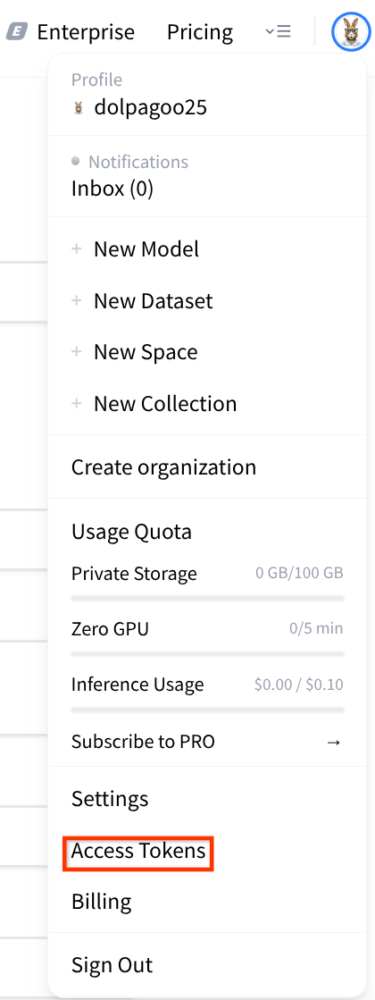 E Enterprise Pricing
Profile
dolpagoo25
Notifications
Inbox (0)
+ New Model
+ New Dataset
+ New Space
+ New Collection
Create organization
Usage Quota
Private Storage 0 GB/100 GB
Zero GPU 0/5 min
Inference Usage $0.00 / $0.10
Subscribe to PRO →
Settings
Access Tokens
Billing
Sign Out